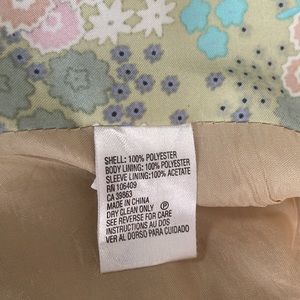 SHELL: 100% POLYESTER
BODY LINING: 100% POLYESTER
SLEEVE LINING: 100% ACETATE
RN 106409
CA 39863
MADE IN CHINA
DRY CLEAN ONLY
SEE REVERSE FOR CARE
INSTRUCTIONS AU DOS
VER AL DORSO PARA CUIDADO